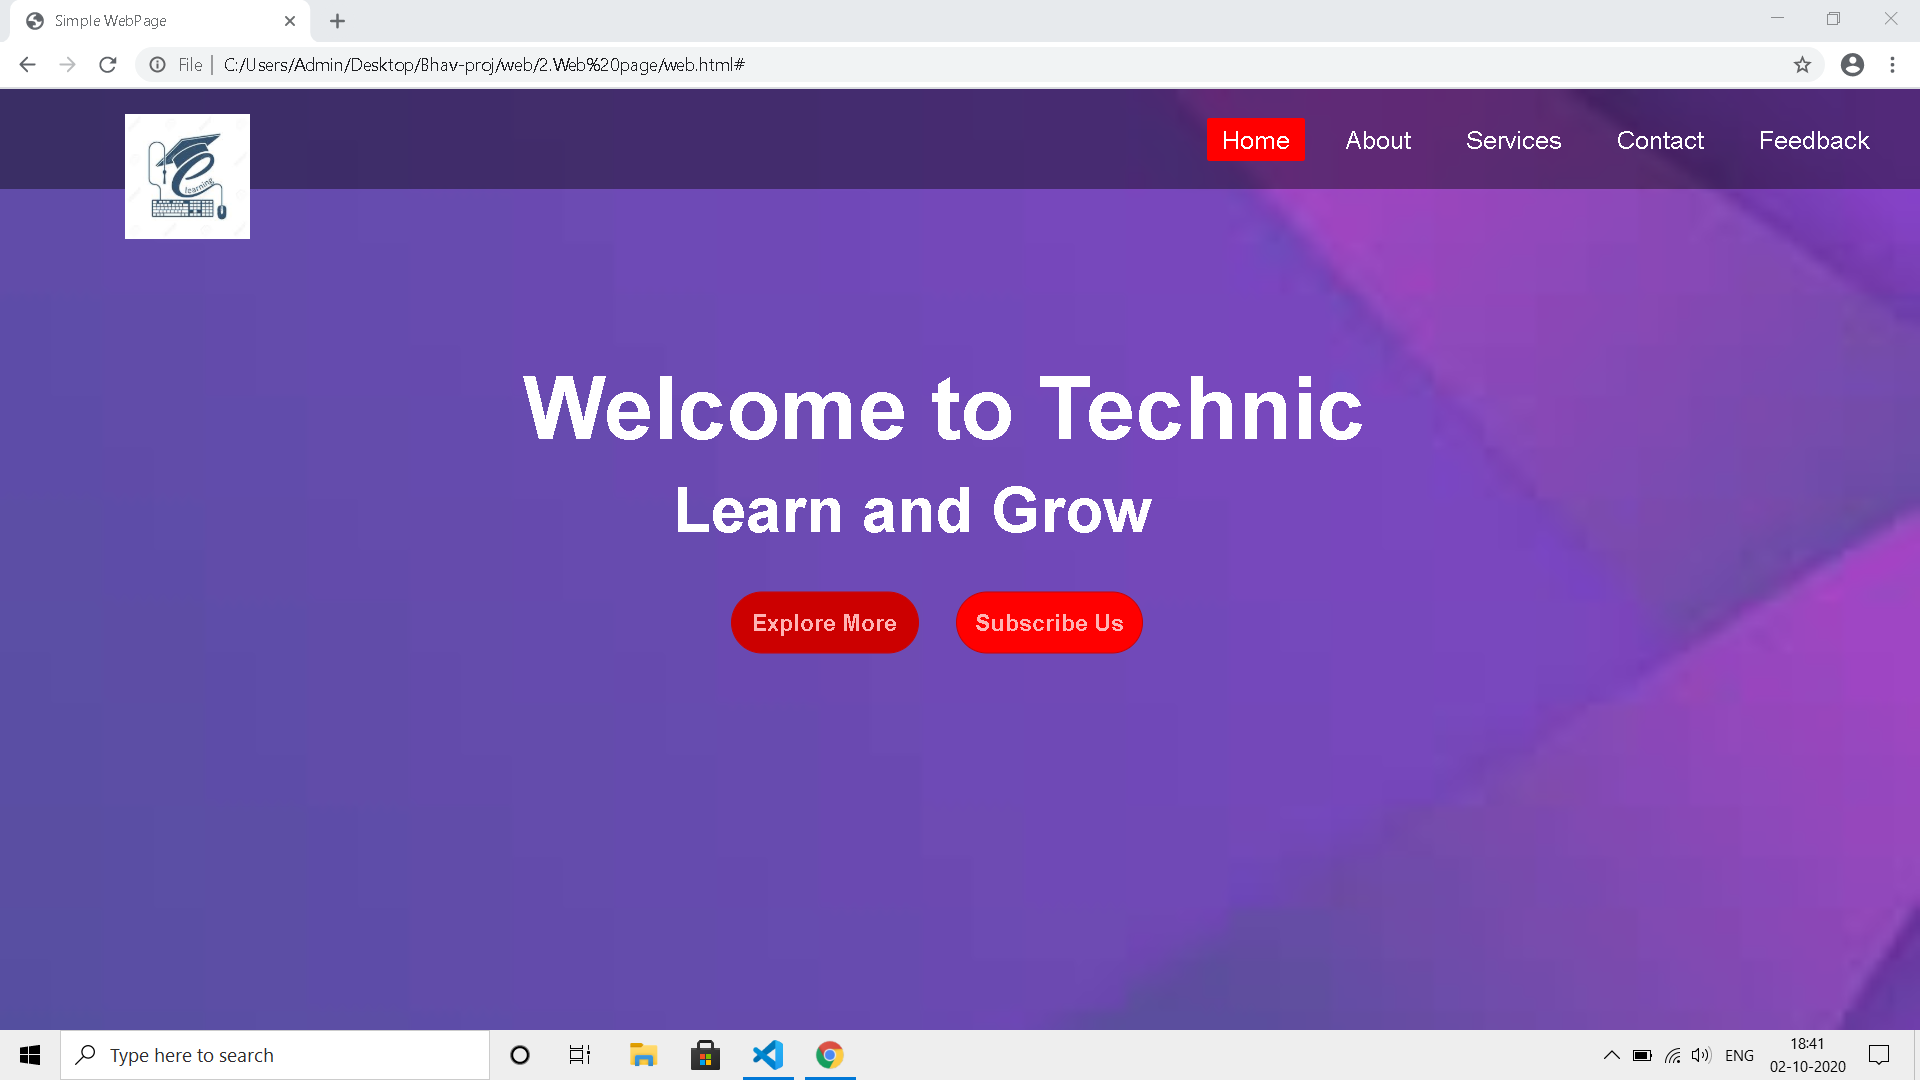 Simple WebPage
File | C:/Users/Admin/Desktop/Bhav-proj/web/2.Web%20page/web.html#
e
learning
Home About Services Contact Feedback
Welcome to Technic
Learn and Grow
Explore More Subscribe Us
Type here to search
ENG
18:41
02-10-2020